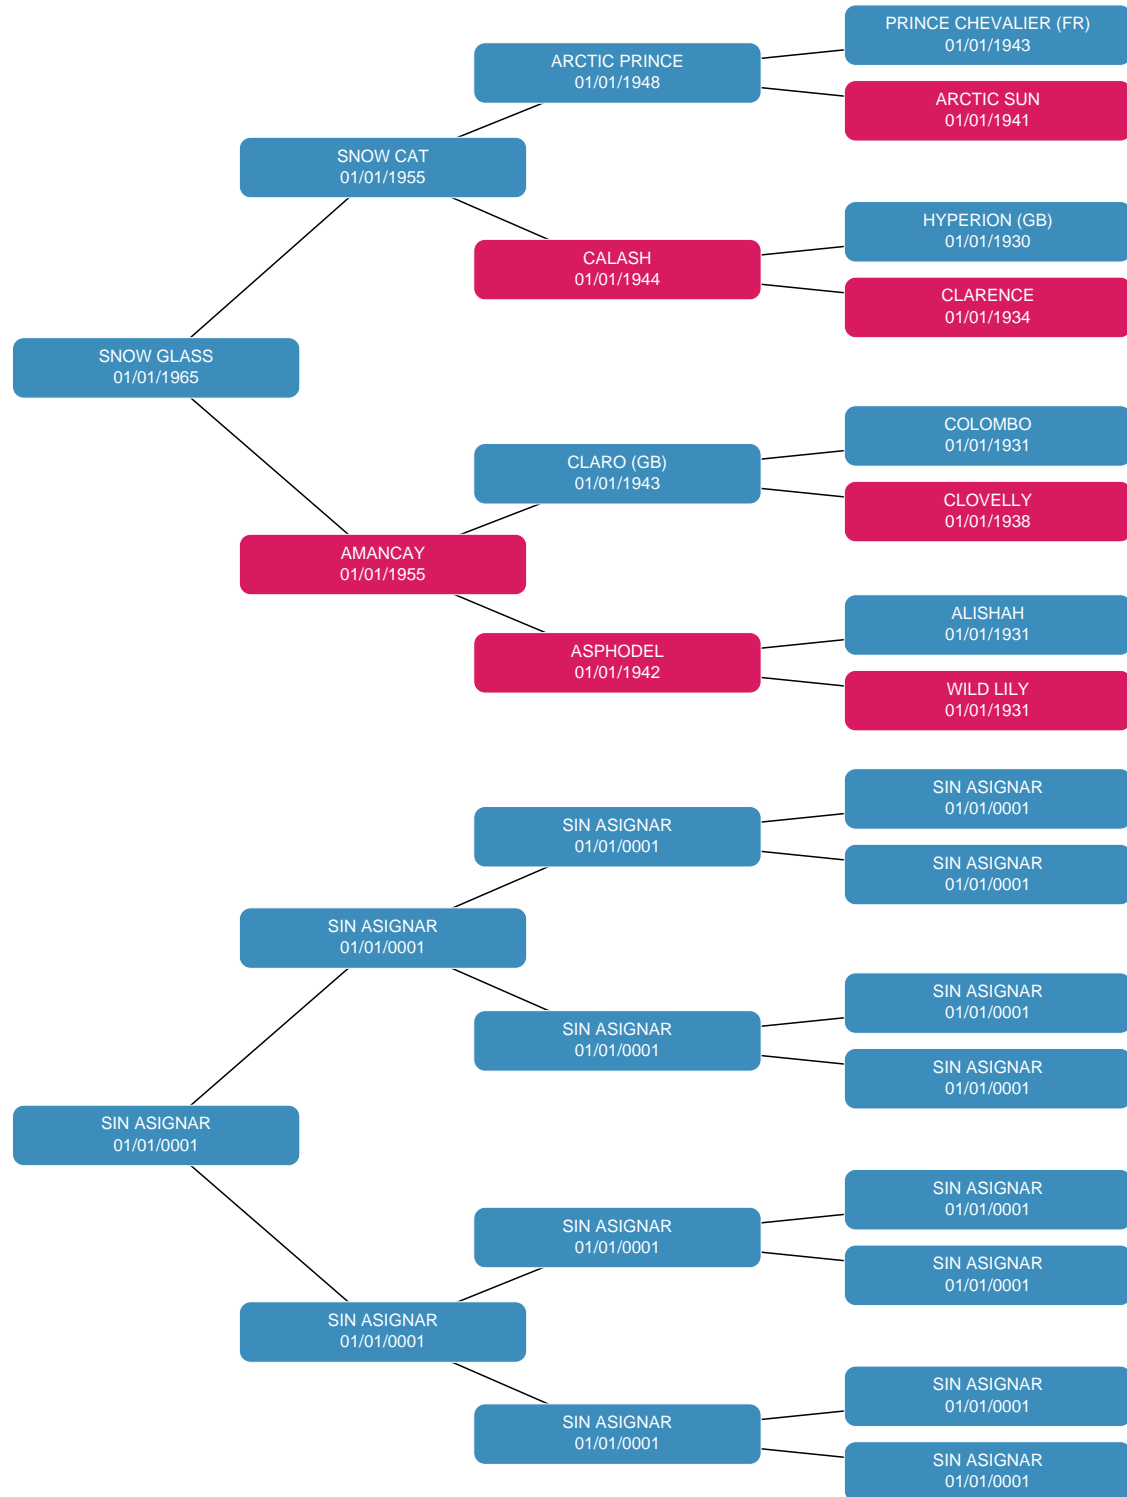 PRINCE CHEVALIER (FR)
01/01/1943
ARCTIC PRINCE
01/01/1948
ARCTIC SUN
01/01/1941
SNOW CAT
01/01/1955
HYPERION (GB)
01/01/1930
CALASH
01/01/1944
CLARENCE
01/01/1934
SNOW GLASS
01/01/1965
COLOMBO
01/01/1931
CLARO (GB)
01/01/1943
CLOVELLY
01/01/1938
AMANCAY
01/01/1955
ALISHAH
01/01/1931
ASPHODEL
01/01/1942
WILD LILY
01/01/1931
SIN ASIGNAR
01/01/0001
SIN ASIGNAR
01/01/0001
SIN ASIGNAR
01/01/0001
SIN ASIGNAR
01/01/0001
SIN ASIGNAR
01/01/0001
SIN ASIGNAR
01/01/0001
SIN ASIGNAR
01/01/0001
SIN ASIGNAR
01/01/0001
SIN ASIGNAR
01/01/0001
SIN ASIGNAR
01/01/0001
SIN ASIGNAR
01/01/0001
SIN ASIGNAR
01/01/0001
SIN ASIGNAR
01/01/0001
SIN ASIGNAR
01/01/0001
SIN ASIGNAR
01/01/0001